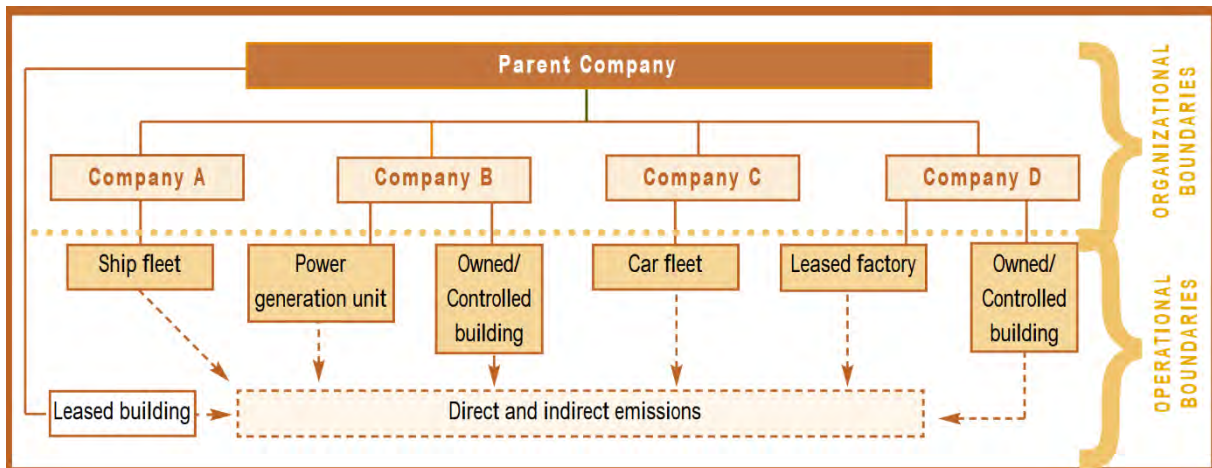 Parent Company
ORGANIZATIONAL
BOUNDARIES
Company A
Company B
Company C
Company D
Ship fleet
Power
generation unit
Owned/
Controlled
building
Car fleet
Leased factory
Owned/
Controlled
building
OPERATIONAL
BOUNDARIES
Leased building
Direct and indirect emissions